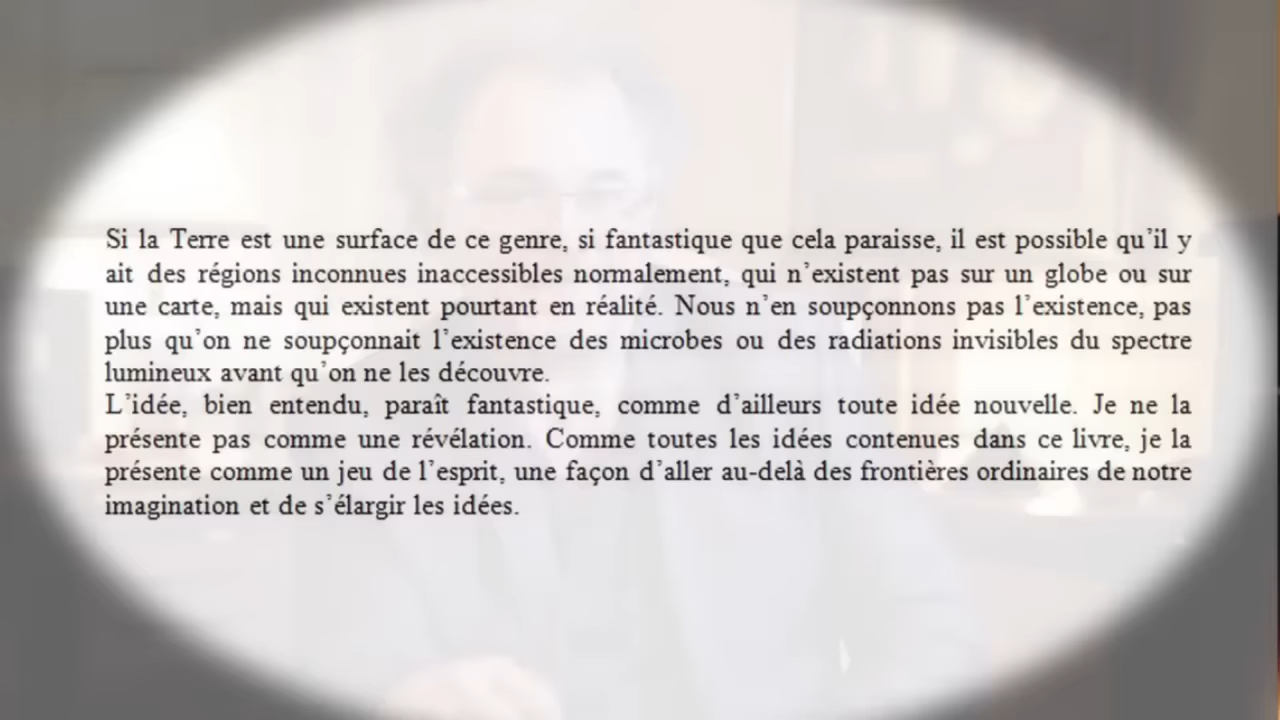 Si la Terre est une surface de ce genre, si fantastique que cela paraisse, il est possible qu'il y
ait des régions inconnues inaccessibles normalement, qui n'existent pas sur un globe ou sur
une carte, mais qui existent pourtant en réalité. Nous n'en soupçonnons pas l'existence, pas
plus qu'on ne soupçonnait l'existence des microbes ou des radiations invisibles du spectre
lumineux avant qu'on ne les découvre.
L'idée, bien entendu, paraît fantastique, comme d'ailleurs toute idée nouvelle. Je ne la
présente pas comme une révélation. Comme toutes les idées contenues dans ce livre, je la
présente comme un jeu de l'esprit, une façon d'aller au-delà des frontières ordinaires de notre
imagination et de s'élargir les idées.